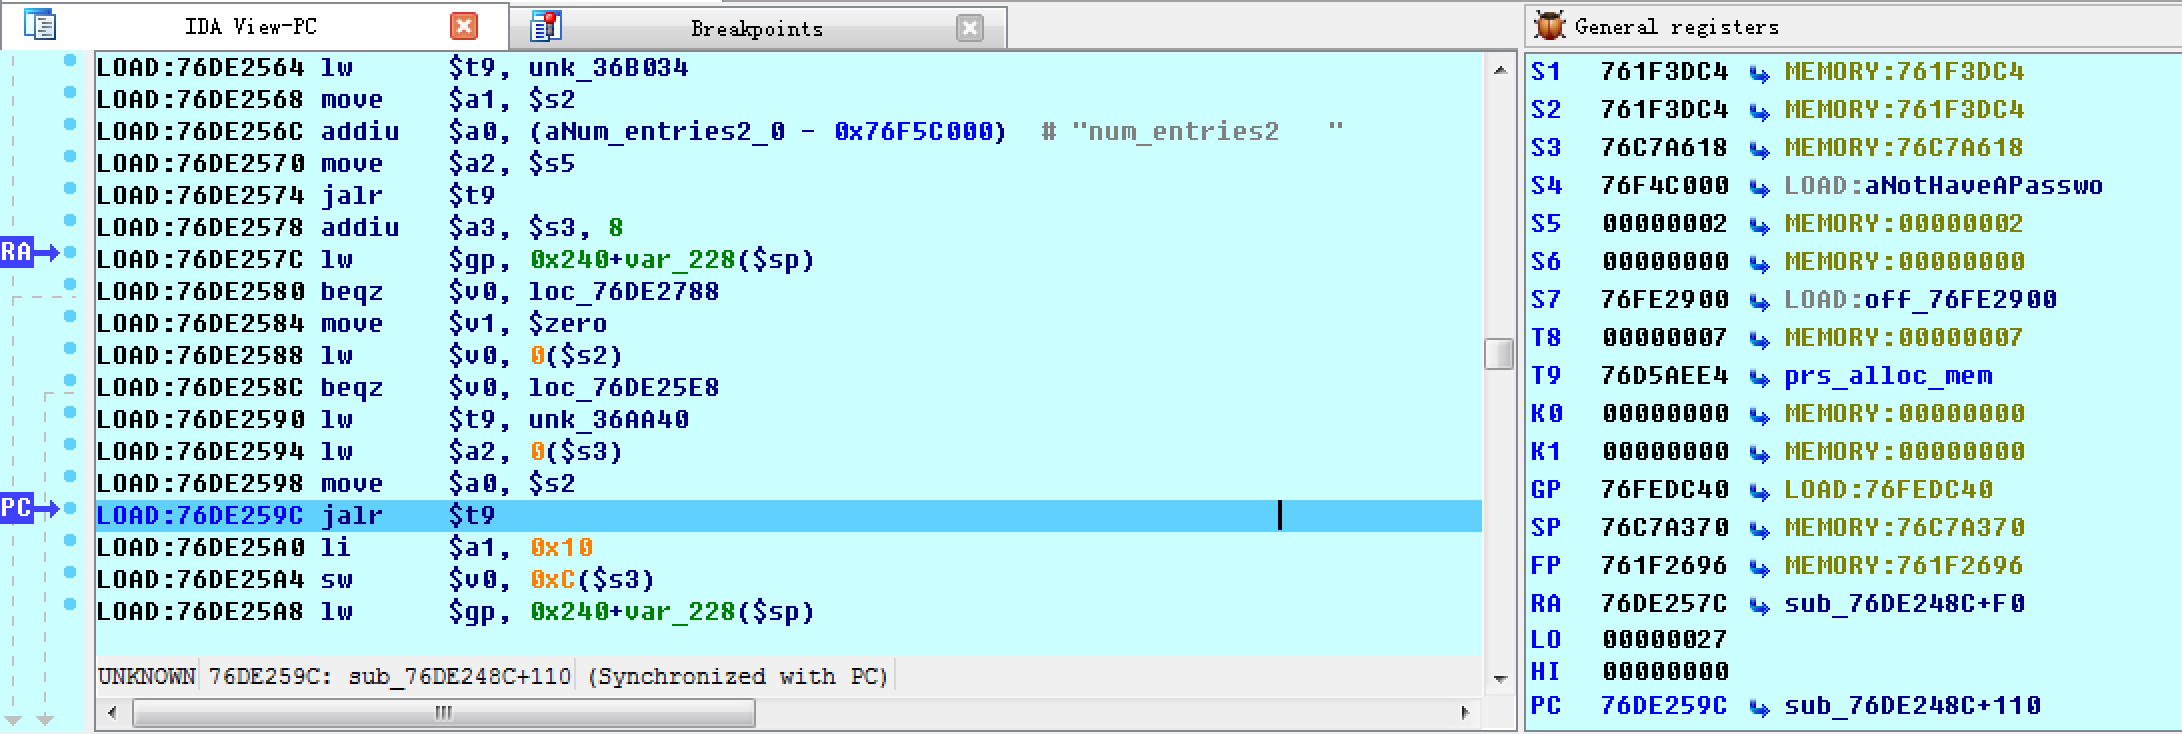 IDA View-PC
Breakpoints
General registers
LOAD:76DE2564 lw $t9, unk_36B034
LOAD:76DE2568 move $a1, $s2
LOAD:76DE256C addiu $a0, (aNum_entries2_0 - 0x76F5C000) # "num_entries2 "
LOAD:76DE2570 move $a2, $s5
LOAD:76DE2574 jalr $t9
LOAD:76DE2578 addiu $a3, $s3, 8
RA LOAD:76DE257C lw $gp, 0x240+var_228($sp)
LOAD:76DE2580 beqz $v0, loc_76DE2788
LOAD:76DE2584 move $v1, $zero
LOAD:76DE2588 lw $v0, 0($s2)
LOAD:76DE258C beqz $v0, loc_76DE25E8
LOAD:76DE2590 lw $t9, unk_36AA40
LOAD:76DE2594 lw $a2, 0($s3)
LOAD:76DE2598 move $a0, $s2
PC LOAD:76DE259C jalr $t9
LOAD:76DE25A0 li $a1, 0x10
LOAD:76DE25A4 sw $v0, 0xC($s3)
LOAD:76DE25A8 lw $gp, 0x240+var_228($sp)
UNKNOWN 76DE259C: sub_76DE248C+110 (Synchronized with PC)
S1 761F3DC4 MEMORY:761F3DC4
S2 761F3DC4 MEMORY:761F3DC4
S3 76C7A618 MEMORY:76C7A618
S4 76F4C000 LOAD:aNotHaveAPasswo
S5 00000002 MEMORY:00000002
S6 00000000 MEMORY:00000000
S7 76FE2900 LOAD:off_76FE2900
T8 00000007 MEMORY:00000007
T9 76D5AEE4 prs_alloc_mem
K0 00000000 MEMORY:00000000
K1 00000000 MEMORY:00000000
GP 76FEDC40 LOAD:76FEDC40
SP 76C7A370 MEMORY:76C7A370
FP 761F2696 MEMORY:761F2696
RA 76DE257C sub_76DE248C+F0
LO 00000027
HI 00000000
PC 76DE259C sub_76DE248C+110